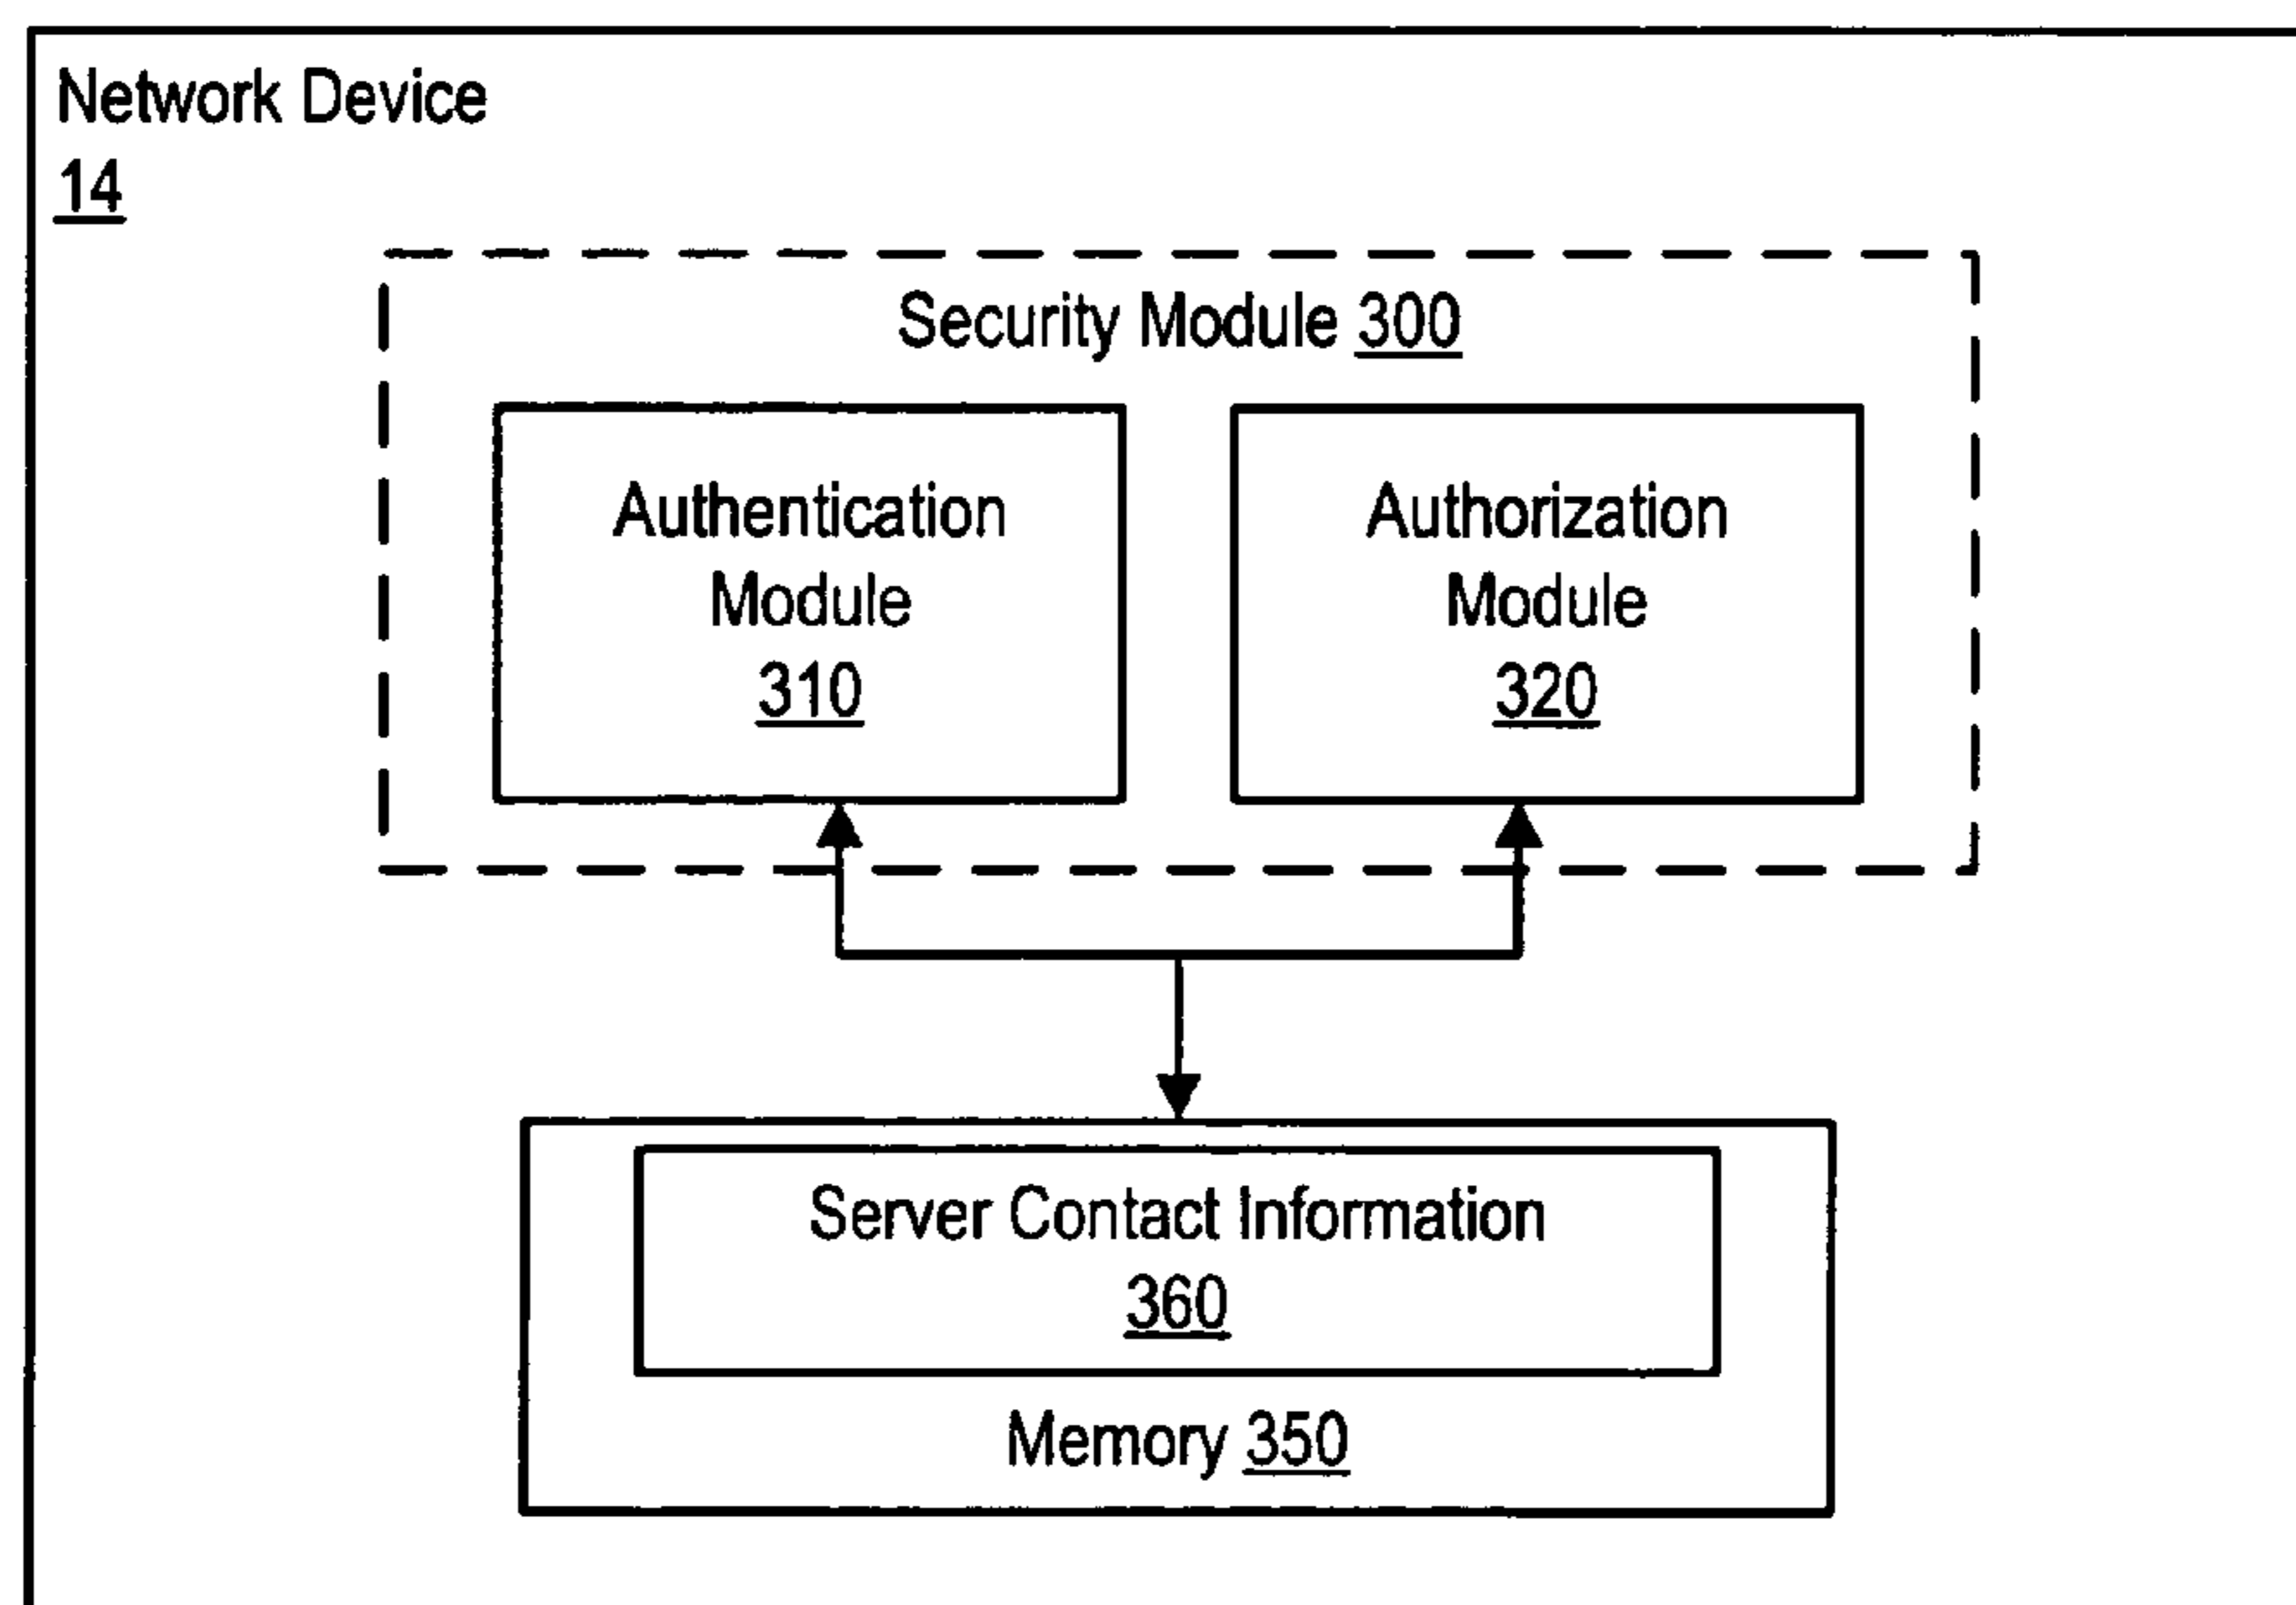 Network Device
14
Security Module 300
Authentication
Module
310
Authorization
Module
320
Server Contact Information
360
Memory 350